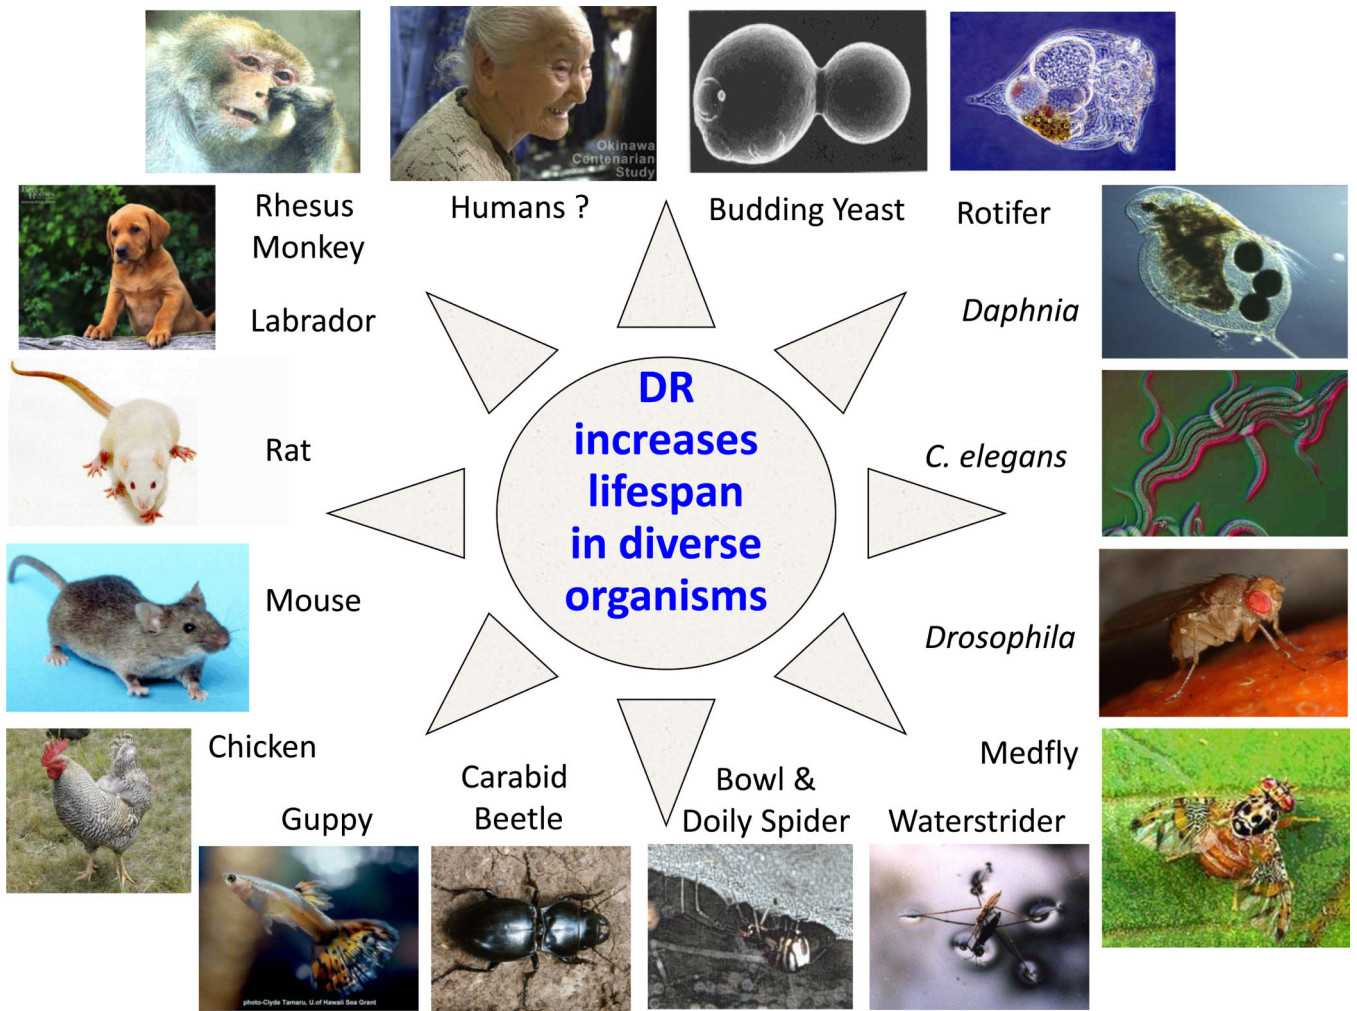 Okinawa
Centenarian
Study
Rhesus
Monkey
Humans ?
Budding Yeast
Rotifer
Labrador
Daphnia
DR
increases
lifespan
in diverse
organisms
Rat
C. elegans
Mouse
Drosophila
Chicken
Medfly
Guppy
Carabid
Beetle
Bowl &
Doily Spider
Waterstrider
photo-Clyde Tamaru, U.of Hawaii Sea Grant